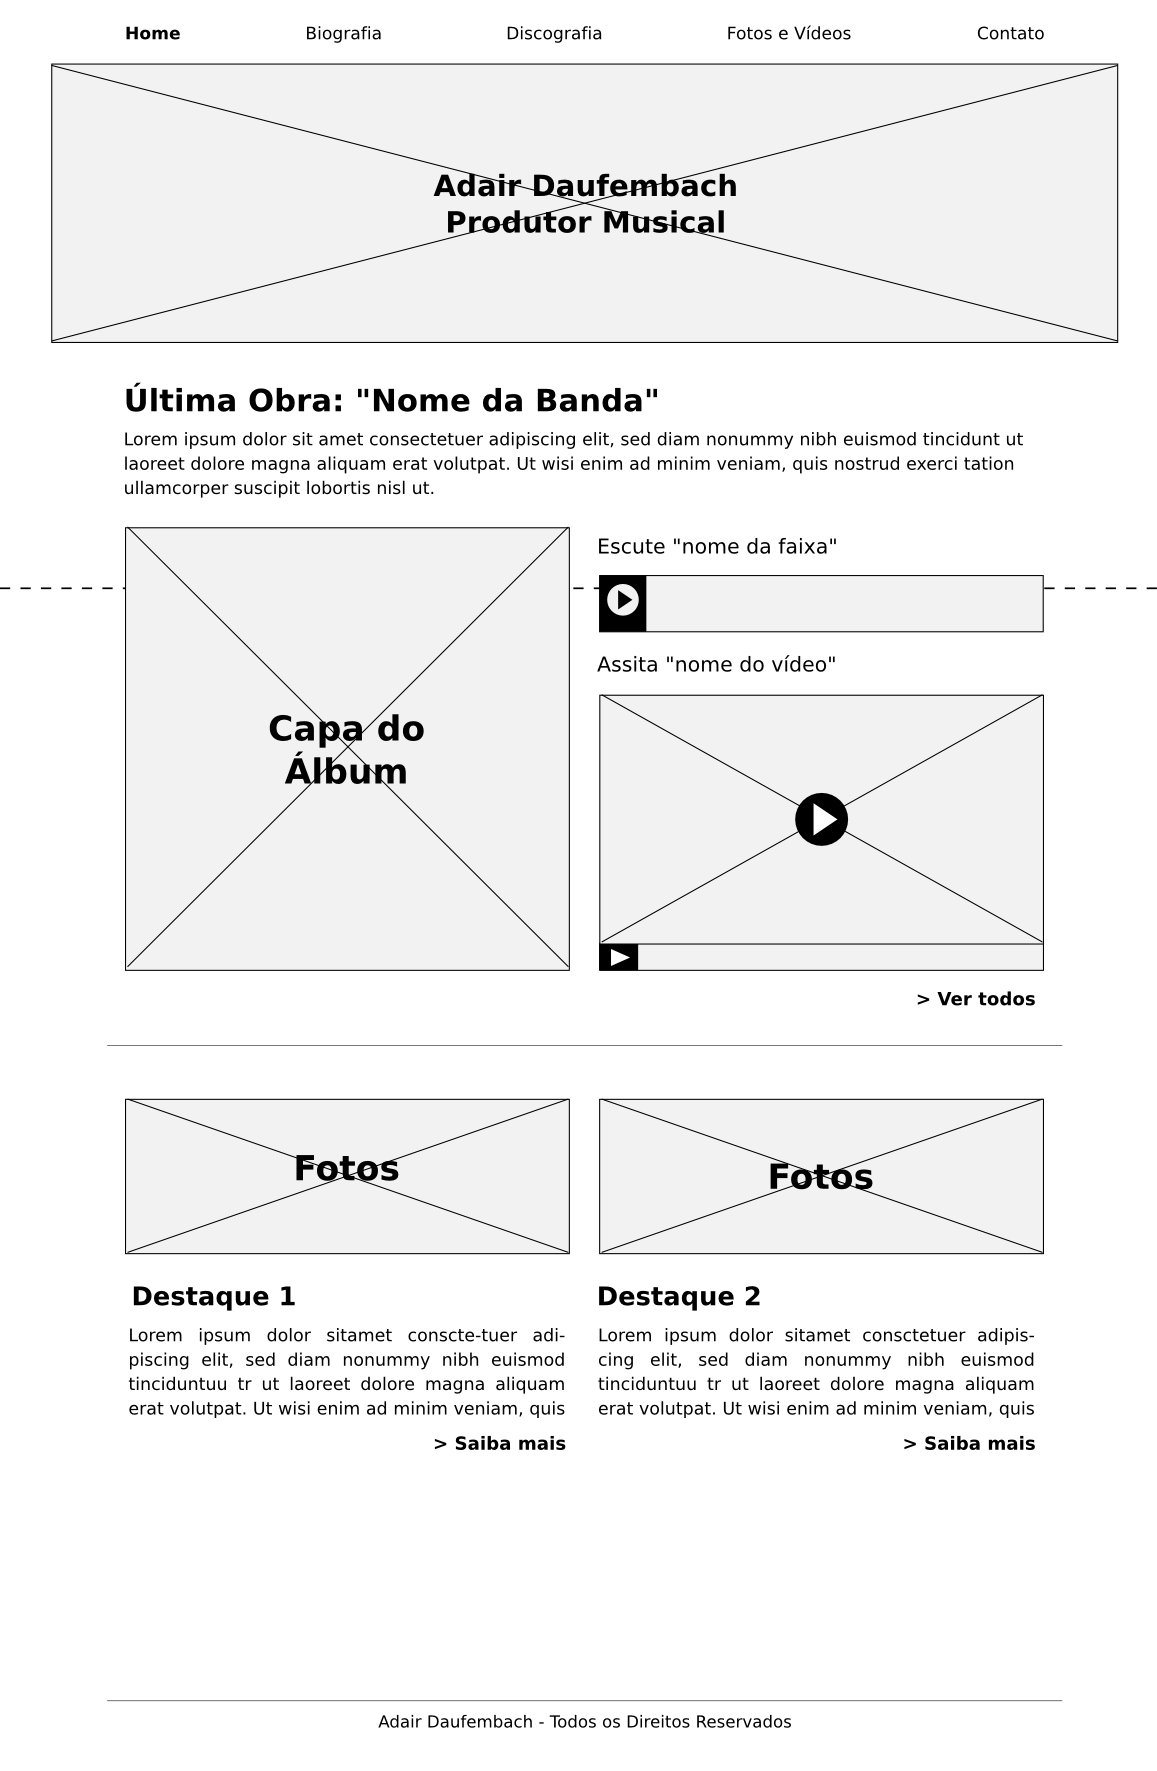 Home Biografia Discografia Fotos e Vídeos Contato
Adair Daufembach
Produtor Musical
Última Obra: "Nome da Banda"
Lorem ipsum dolor sit amet consectetuer adipiscing elit, sed diam nonummy nibh euismod tincidunt ut
laoreet dolore magna aliquam erat volutpat. Ut wisi enim ad minim veniam, quis nostrud exerci tation
ullamcorper suscipit lobortis nisl ut.
Capa do
Álbum
Escute "nome da faixa"
Assita "nome do vídeo"
> Ver todos
Fotos
Destaque 1
Lorem ipsum dolor sitamet conscte-tuer adi-
piscing elit, sed diam nonummy nibh euismod
tinciduntuu tr ut laoreet dolore magna aliquam
erat volutpat. Ut wisi enim ad minim veniam, quis
> Saiba mais
Fotos
Destaque 2
Lorem ipsum dolor sitamet consctetuer adipis-
cing elit, sed diam nonummy nibh euismod
tinciduntuu tr ut laoreet dolore magna aliquam
erat volutpat. Ut wisi enim ad minim veniam, quis
> Saiba mais
Adair Daufembach - Todos os Direitos Reservados